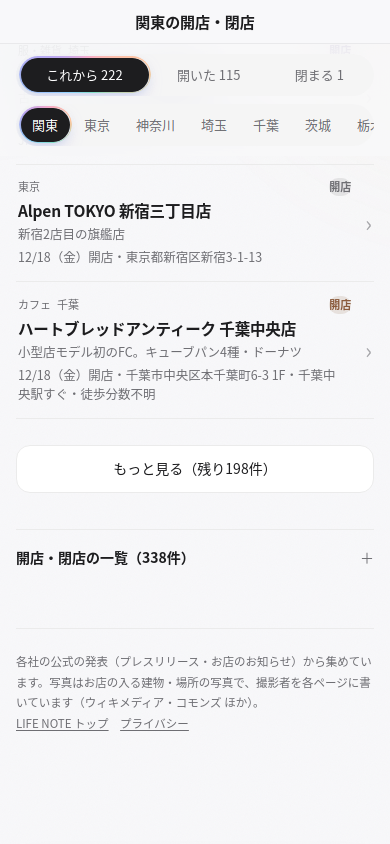 関東の開店・閉店
これから 222
開いた 115
閉まる 1
関東
東京
神奈川
埼玉
千葉
茨城
東京
開店
Alpen TOKYO 新宿三丁目店
新宿2店目の旗艦店
12/18（金）開店・東京都新宿区新宿3-1-13
カフェ 千葉
開店
ハートブレッドアンティーク 千葉中央店
小型店モデル初のFC。キューブパン4種・ドーナツ
12/18（金）開店・千葉市中央区本千葉町6-3 1F・千葉中
央駅すぐ・徒歩分数不明
もっと見る（残り198件）
開店・閉店の一覧（338件）
各社の公式の発表（プレスリリース・お店のお知らせ）から集めてい
ます。写真はお店の入る建物・場所の写真で、撮影者を各ページに書
いています（ウィキメディア・コモンズ ほか）。
LIFE NOTE トップ プライバシー